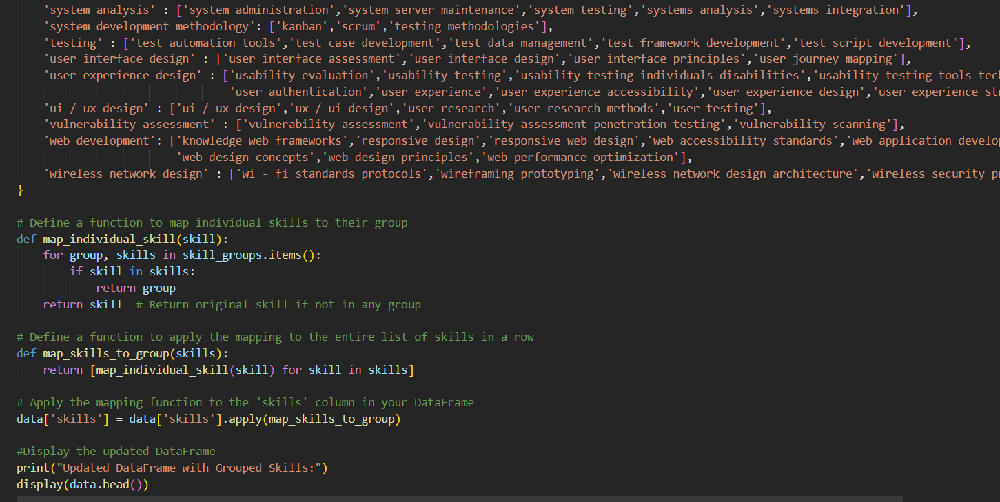 'system analysis' : ['system administration','system server maintenance','system testing','systems analysis','systems integration'],
'system development methodology': ['kanban','scrum','testing methodologies'],
'testing' : ['test automation tools','test case development','test data management','test framework development','test script development'],
'user interface design' : ['user interface assessment','user interface design','user interface principles','user journey mapping'],
'user experience design' : ['usability evaluation','usability testing','usability testing individuals disabilities','usability testing tools
'user authentication','user experience','user experience accessibility','user experience design','user experience
'ui / ux design' : ['ui / ux design','ux / ui design','user research','user research methods','user testing'],
'vulnerability assessment' : ['vulnerability assessment','vulnerability assessment penetration testing','vulnerability scanning'],
'web development': ['knowledge web frameworks','responsive design','responsive web design','web accessibility standards','web application
'web design concepts','web design principles','web performance optimization'],
'wireless network design' : ['wi - fi standards protocols','wireframing prototyping','wireless network design architecture','wireless security
}
# Define a function to map individual skills to their group
def map_individual_skill(skill):
for group, skills in skill_groups.items():
if skill in skills:
return group
return skill  # Return original skill if not in any group
# Define a function to apply the mapping to the entire list of skills in a row
def map_skills_to_group(skills):
return [map_individual_skill(skill) for skill in skills]
# Apply the mapping function to the 'skills' column in your DataFrame
data['skills'] = data['skills'].apply(map_skills_to_group)
#Display the updated DataFrame
print("Updated DataFrame with Grouped Skills:")
display(data.head())